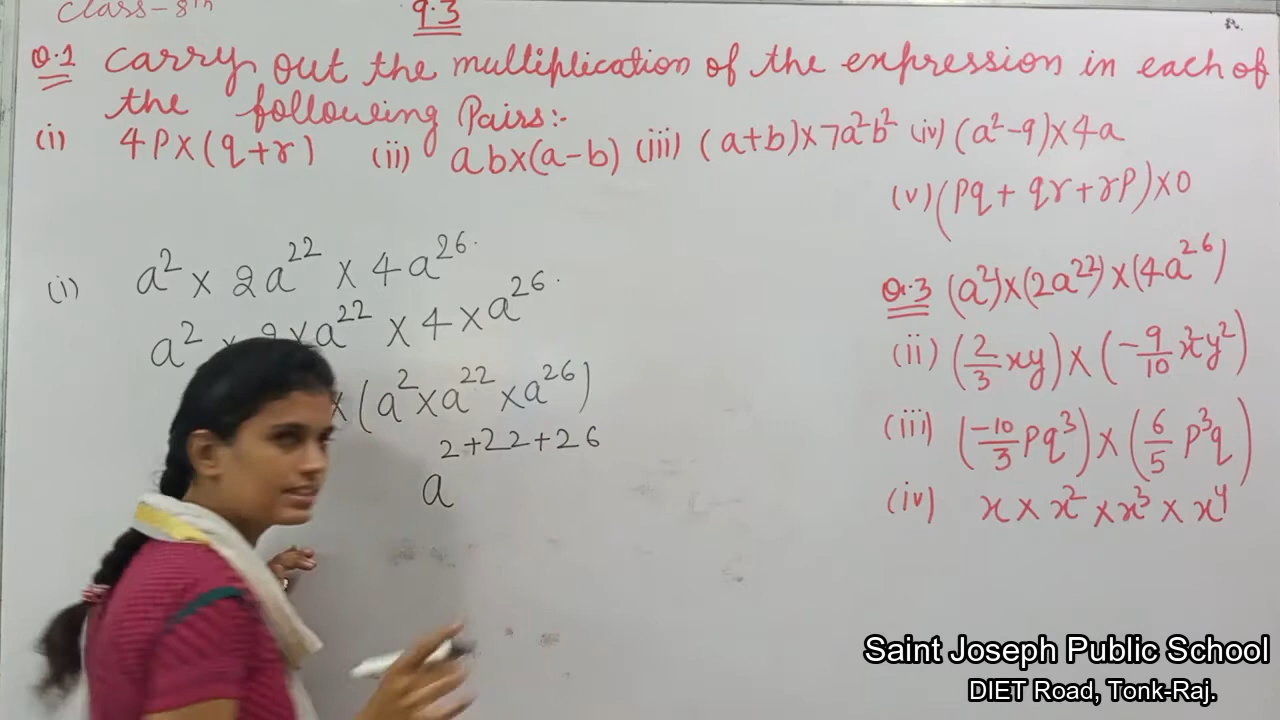 Class-8th 9.3
Q.1 Carry out the multiplication of the expression in each of
the following Pairs:-
(i) 4P×(q+r) (ii) ab×(a-b) (iii) (a+b)×7a²b² (iv) (a²-9)×4a
(v) (Pq + qr + rP)×0
(i) a² × 2a²² × 4a²⁶.
a² × 2×a²² × 4 × a²⁶.
×(a²×a²²×a²⁶)
a²⁺²²⁺²⁶
Q.3 (a²)×(2a²²)×(4a²⁶)
(ii) (2/3 xy) × (-9/10 x²y²)
(iii) (-10/3 Pq³) × (6/5 P³q)
(iv) x × x² × x³ × x⁴
Saint Joseph Public School
DIET Road, Tonk-Raj.